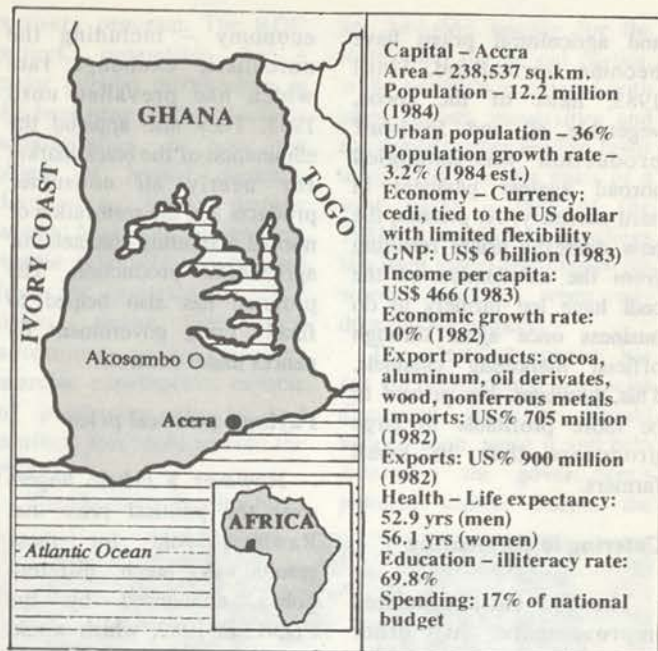 GHANA
TOGO
IVORY COAST
Akosombo
Accra
AFRICA
- Atlantic Ocean -
Capital – Accra
Area – 238,537 sq.km.
Population – 12.2 million
(1984)
Urban population – 36%
Population growth rate –
3.2% (1984 est.)
Economy – Currency:
cedi, tied to the US dollar
with limited flexibility
GNP: US$ 6 billion (1983)
Income per capita:
US$ 466 (1983)
Economic growth rate:
10% (1982)
Export products: cocoa,
aluminum, oil derivates,
wood, nonferrous metals
Imports: US% 705 million
(1982)
Exports: US% 900 million
(1982)
Health – Life expectancy:
52.9 yrs (men)
56.1 yrs (women)
Education – illiteracy rate:
69.8%
Spending: 17% of national
budget